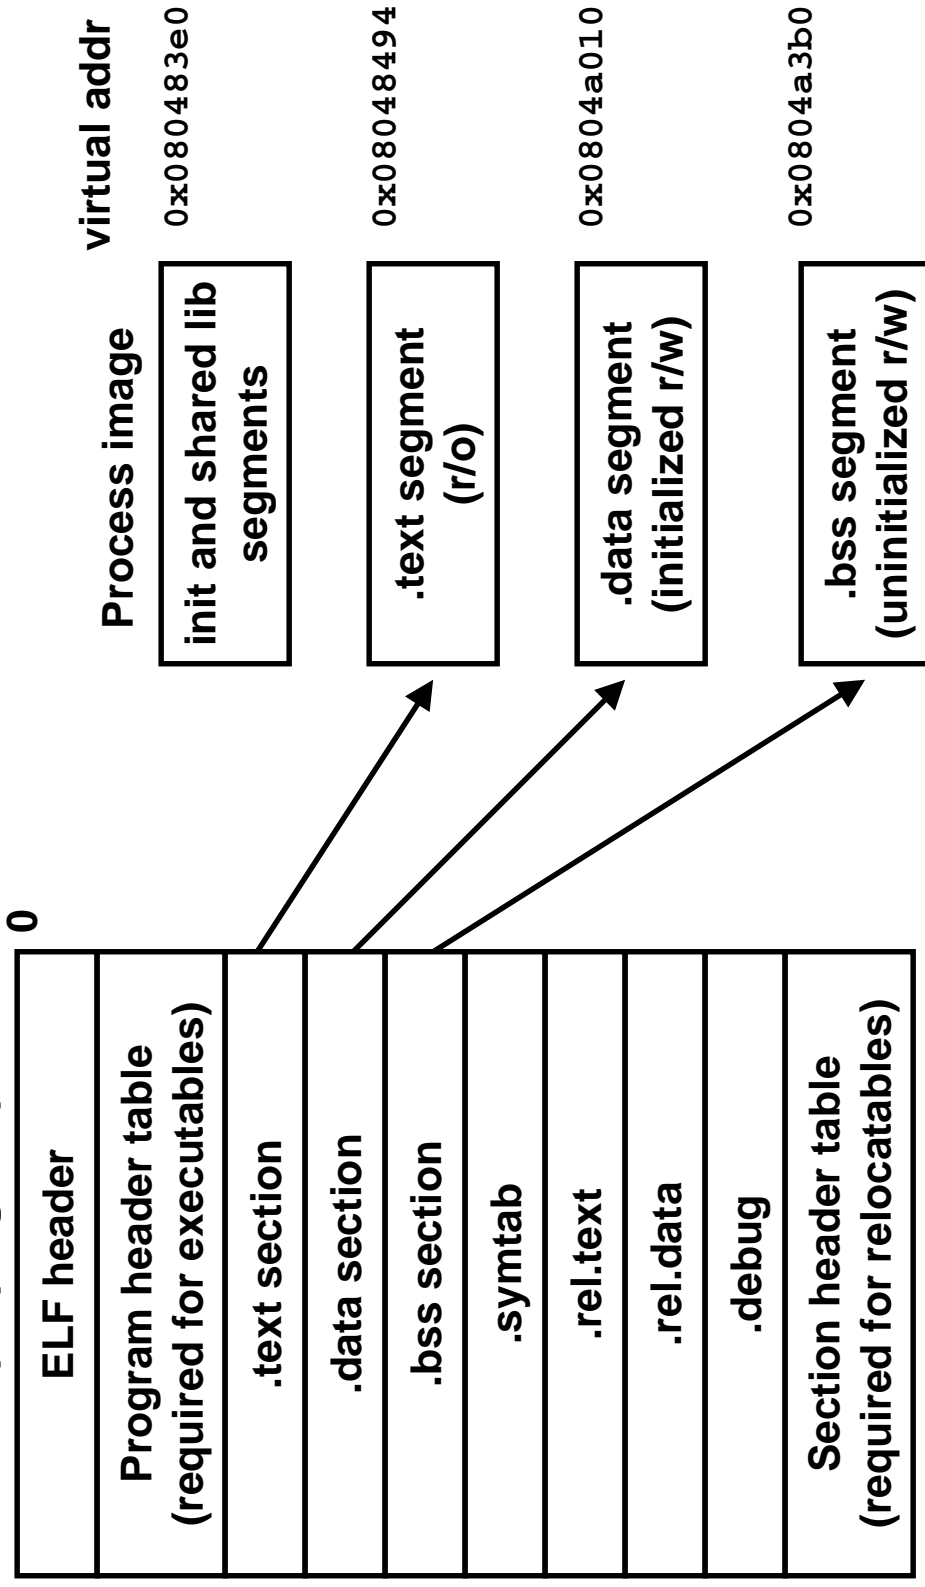 0
ELF header
Program header table
(required for executables)
.text section
.data section
.bss section
.symtab
.rel.text
.rel.data
.debug
Section header table
(required for relocatables)
Process image
init and shared lib
segments
.text segment
(r/o)
.data segment
(initialized r/w)
.bss segment
(uninitialized r/w)
virtual addr
0x080483e0
0x08048494
0x0804a010
0x0804a3b0